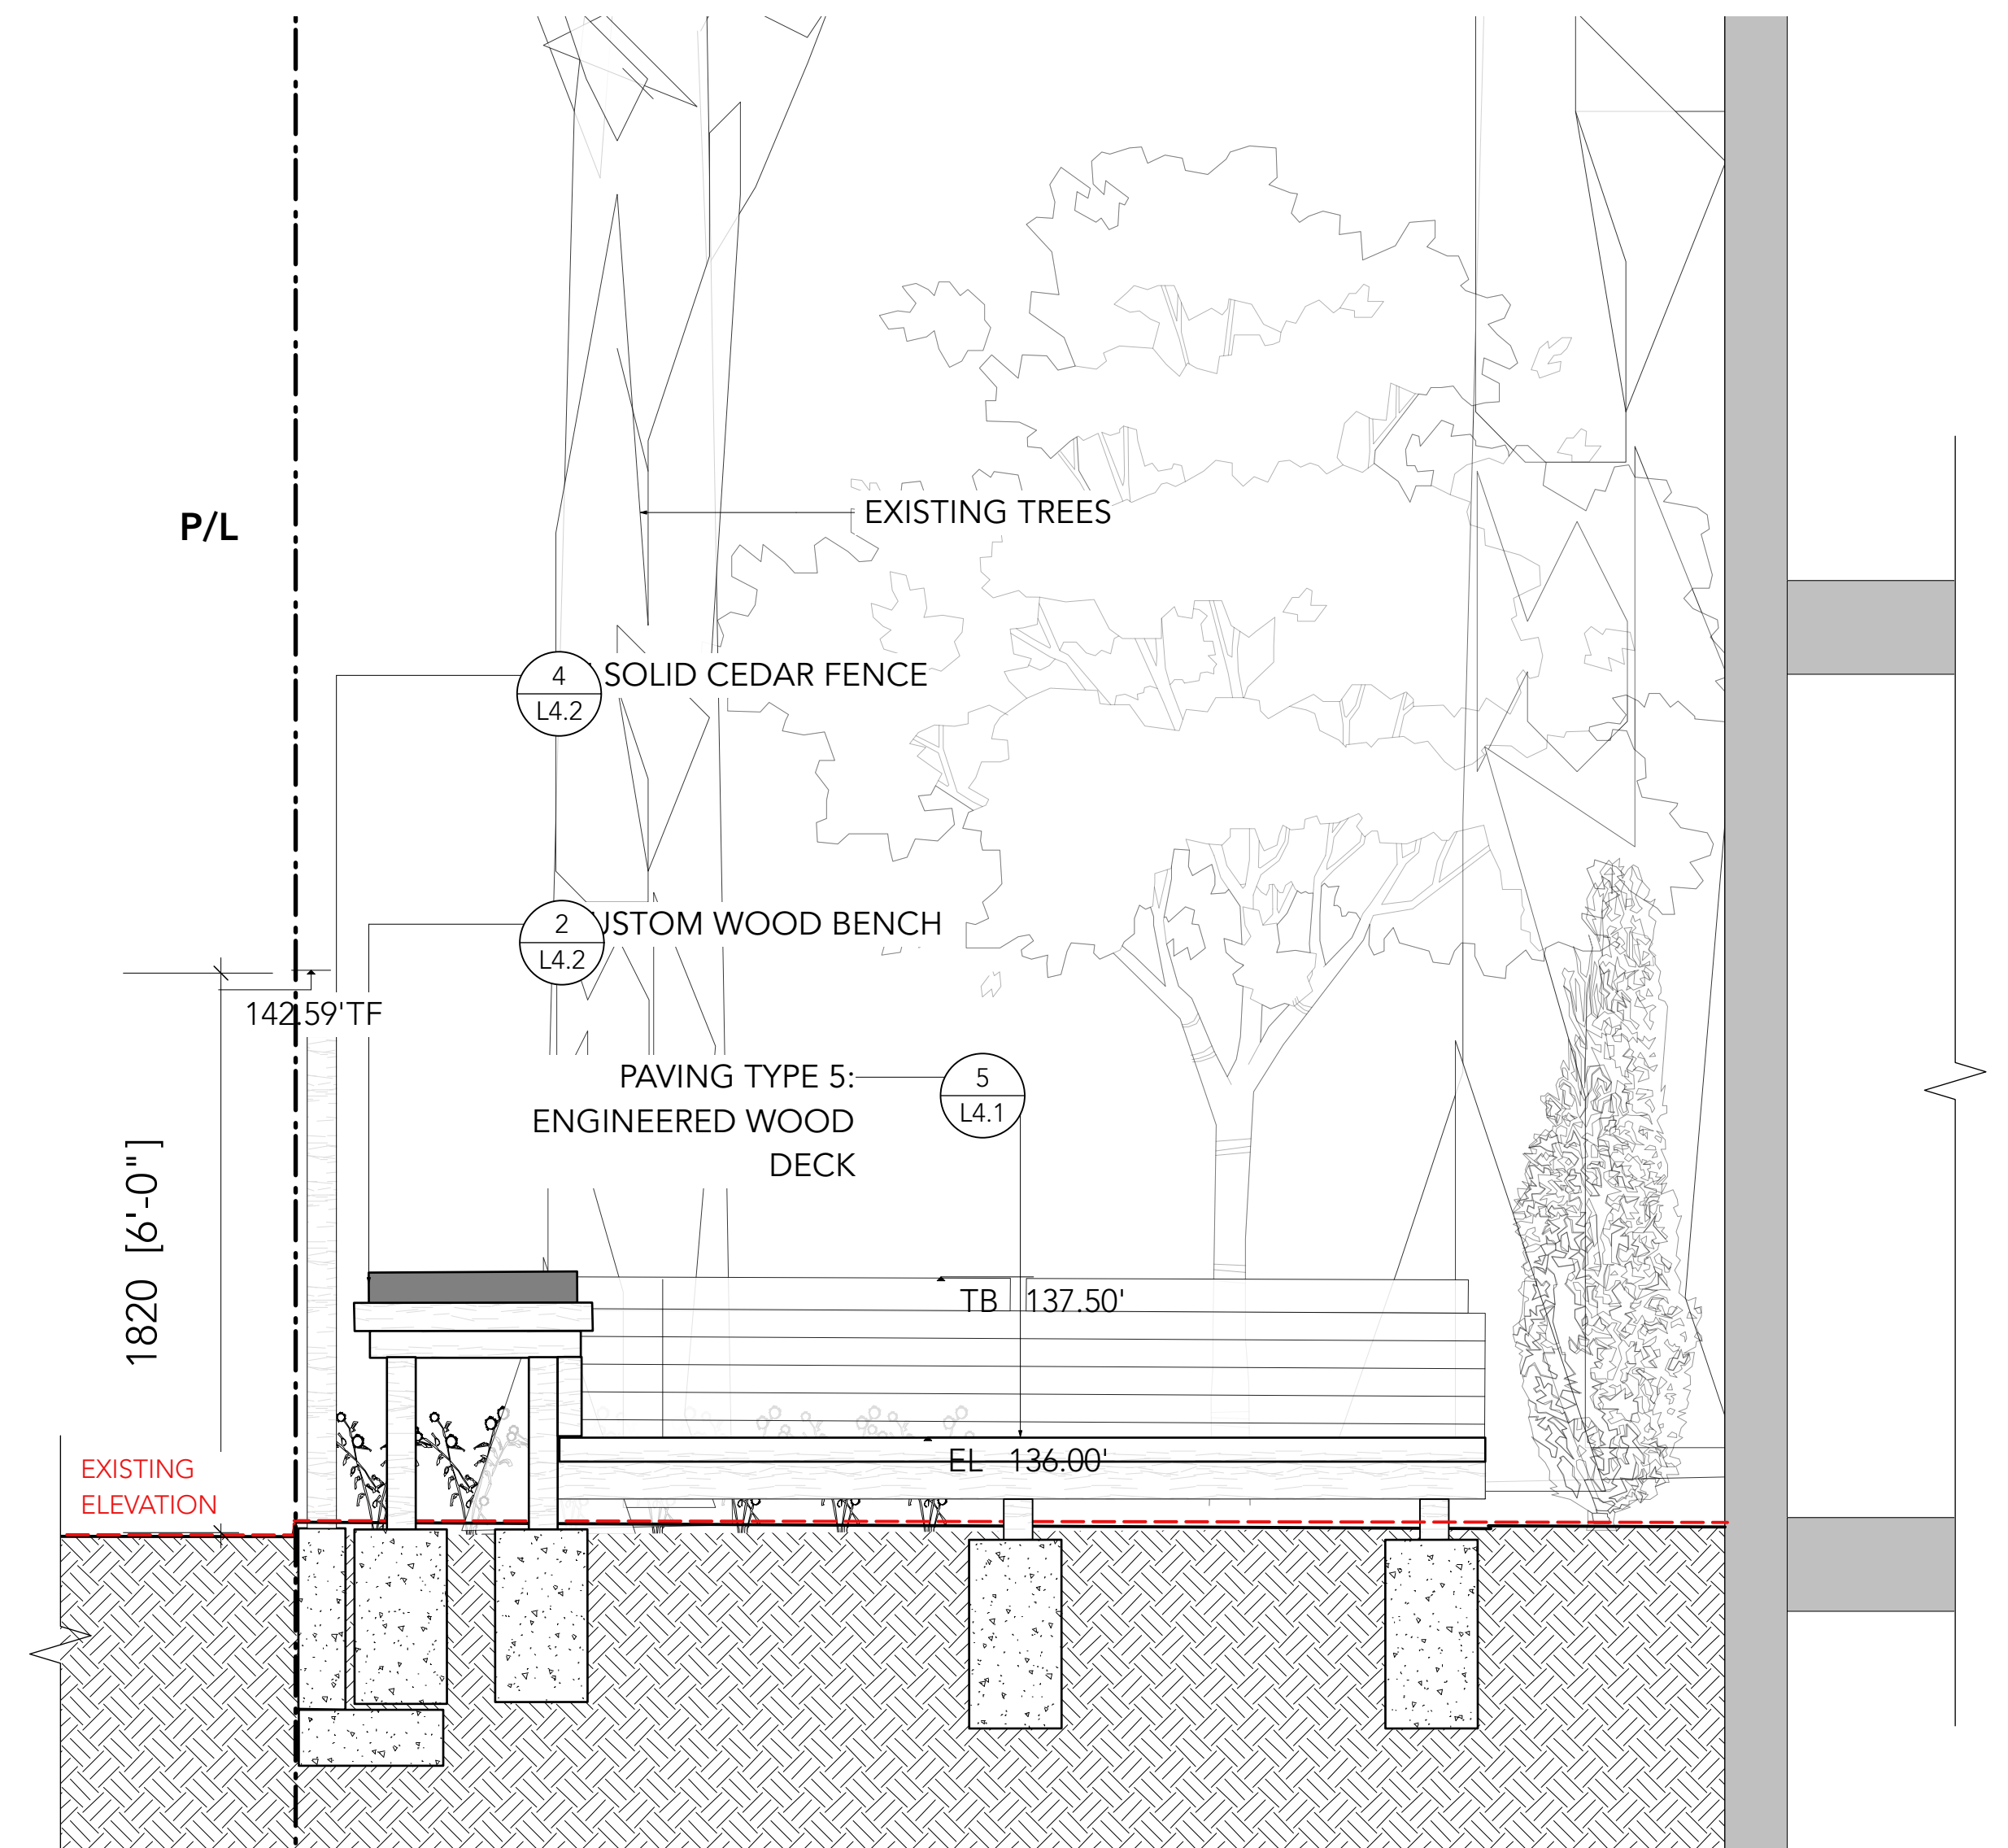 EXISTING TREES
P/L
4
L4.2
SOLID CEDAR FENCE
2
L4.2
USTOM WOOD BENCH
142.59'TF
PAVING TYPE 5:
ENGINEERED WOOD
DECK
5
L4.1
1820 [6'-0"]
TB 137.50'
EL 136.00'
EXISTING
ELEVATION